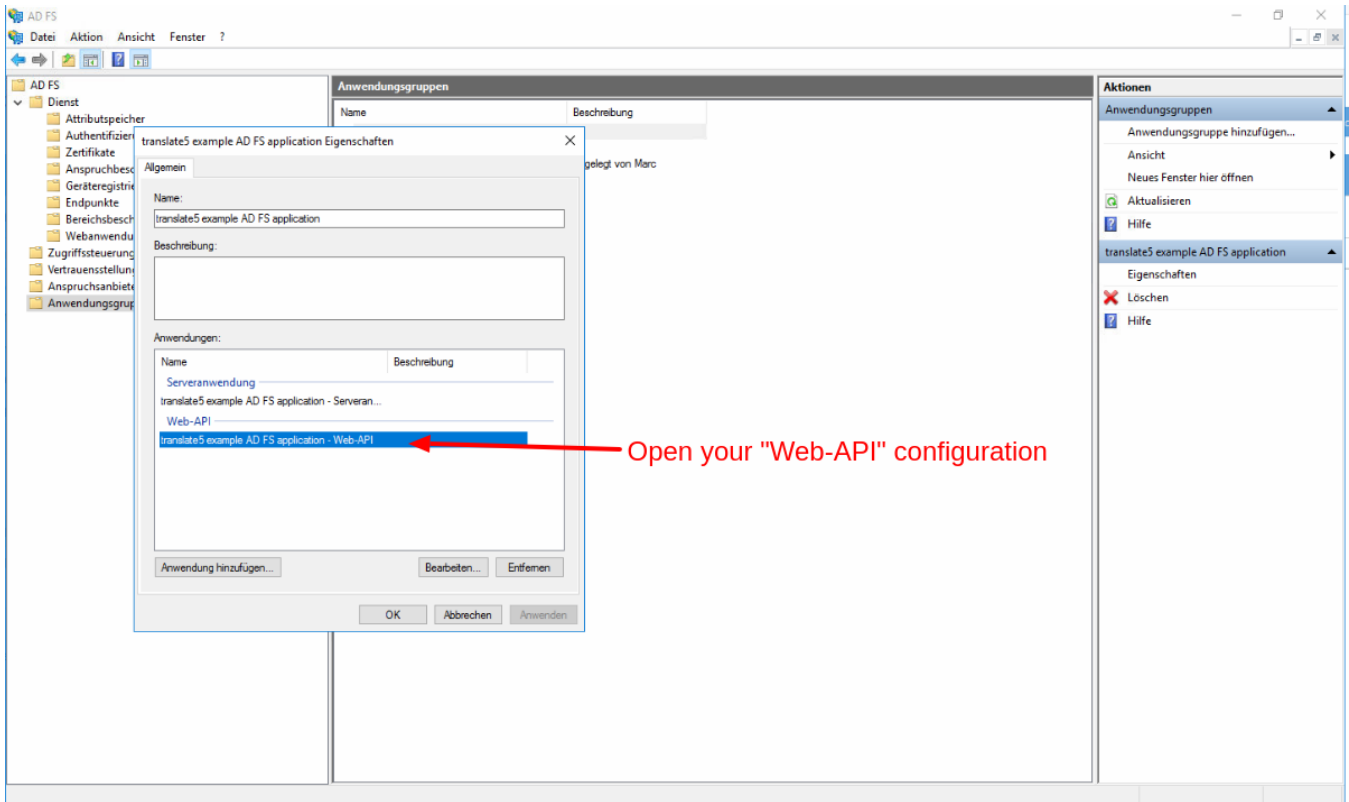 AD FS
Datei Aktion Ansicht Fenster ?
AD FS
Dienst
Attributspeicher
Zertifikate
Endpunkte
Anwendungsgruppen
Name
Beschreibung
gelegt von Marc
translate5 example AD FS application Eigenschaften
Allgemein
Name:
translate5 example AD FS application
Beschreibung:
Anwendungen:
Name Beschreibung
Serveranwendung
translate5 example AD FS application - Serveran...
Web-API
translate5 example AD FS application - Web-API
Anwendung hinzufügen... Bearbeiten... Entfernen
OK Abbrechen Anwenden
Open your "Web-API" configuration
Aktionen
Anwendungsgruppen
Anwendungsgruppe hinzufügen...
Ansicht
Neues Fenster hier öffnen
Aktualisieren
Hilfe
translate5 example AD FS application
Eigenschaften
Löschen
Hilfe